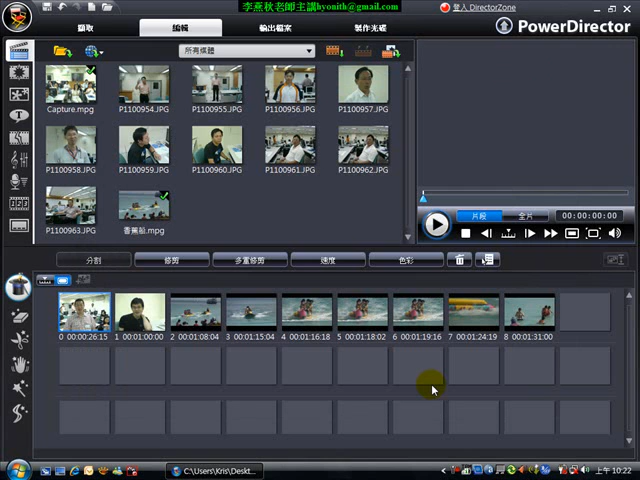 李燕秋老師主講hyonith@gmail.com
登入 DirectorZone
擷取
編輯
輸出檔案
製作光碟
PowerDirector
所有媒體
Capture.mpg
P1100954.JPG
P1100955.JPG
P1100956.JPG
P1100957.JPG
P1100958.JPG
P1100959.JPG
P1100960.JPG
P1100961.JPG
P1100962.JPG
P1100963.JPG
香蕉船.mpg
片段
全片
00:00:00:00
分割
修剪
多重修剪
速度
色彩
0 00:00:26:15
1 00:01:00:00
2 00:01:08:04
3 00:01:15:04
4 00:01:16:18
5 00:01:18:02
6 00:01:19:16
7 00:01:24:19
8 00:01:31:00
C:\Users\Kris\Deskt...
上午 10:22